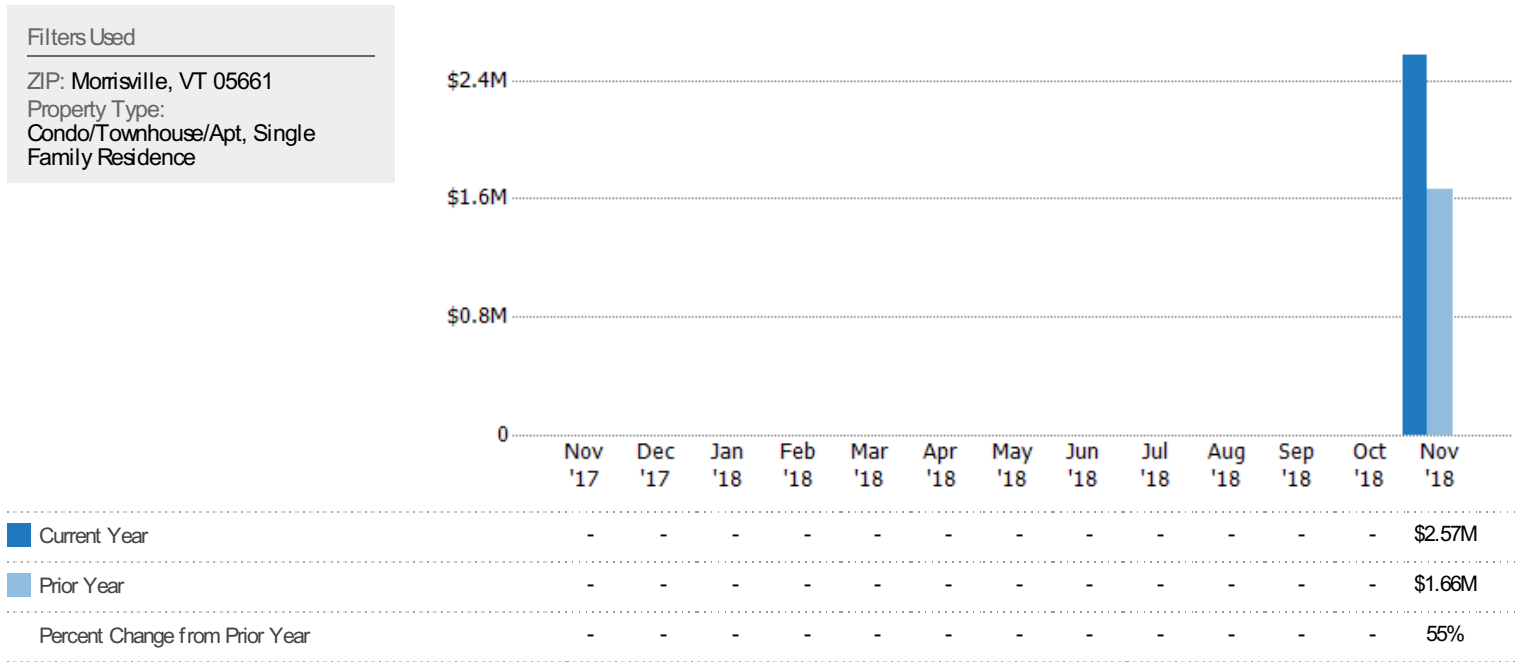 Filters Used
ZIP: Morrisville, VT 05661
Property Type:
Condo/Townhouse/Apt, Single
Family Residence
$2.4M
$1.6M
$0.8M
0
Nov Dec Jan Feb Mar Apr May Jun Jul Aug Sep Oct Nov
'17 '17 '18 '18 '18 '18 '18 '18 '18 '18 '18 '18 '18
Current Year - - - - - - - - - - - - $2.57M
Prior Year - - - - - - - - - - - - $1.66M
Percent Change from Prior Year - - - - - - - - - - - - 55%